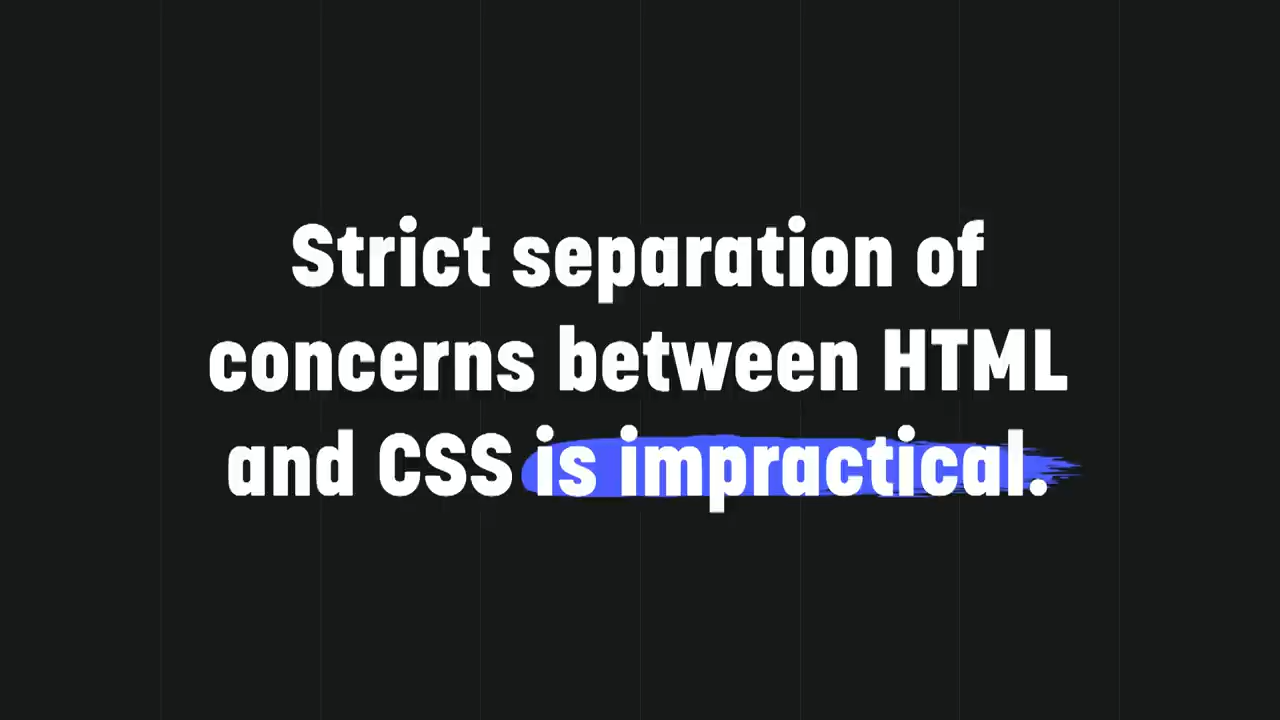 Strict separation of
concerns between HTML
and CSS is impractical.